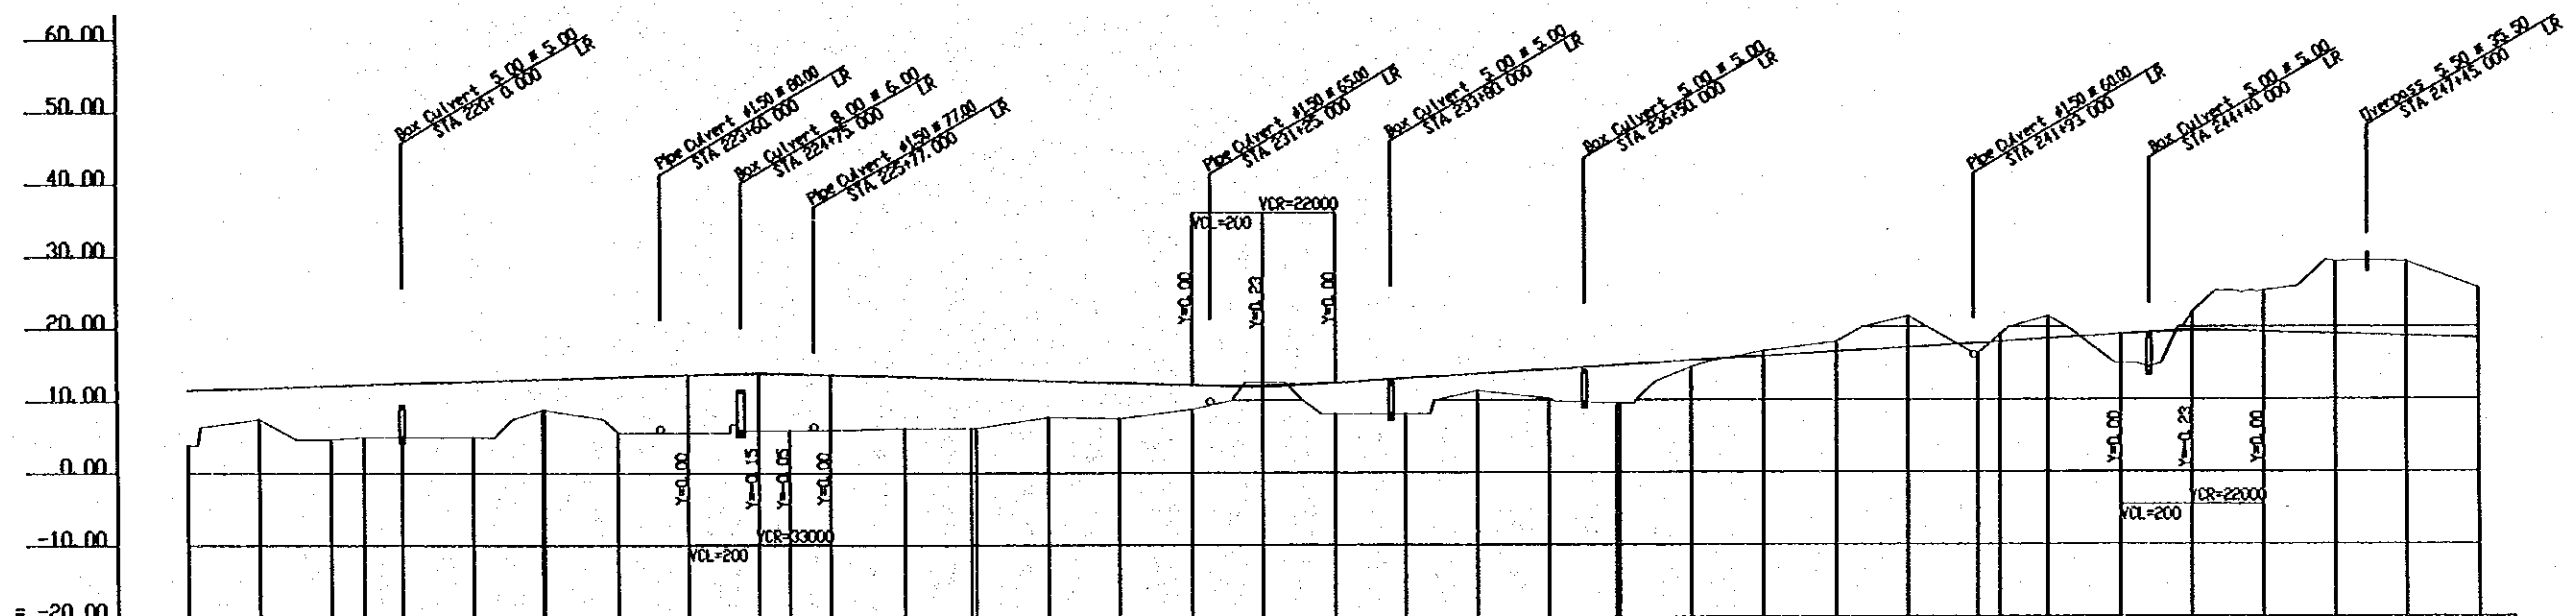 60.00
50.00
40.00
30.00
20.00
10.00
0.00
-10.00
-20.00
Box Culvert 5.00 * 5.00
STA 220+ 0.000 LR
Pipe Culvert #1.50 * 80.00
STA 223+60.000 LR
Box Culvert 8.00 * 6.00
STA 224+75.000 LR
Pipe Culvert #1.50 * 77.00
STA 225+77.000 LR
Pipe Culvert #1.50 * 65.00
STA 231+25.000 LR
Box Culvert 5.00 * 5.00
STA 233+80.000 LR
Box Culvert 5.00 * 5.00
STA 236+50.000 LR
Pipe Culvert #1.50 * 60.00
STA 241+93.000 LR
Box Culvert 5.00 * 5.00
STA 244+40.000 LR
Overpass 5.50 * 35.50
STA 247+45.000 LR
VCR=22000
VCL=200
Y=0.00
Y=0.23
Y=0.00
Y=0.00
Y=-0.15
Y=-0.05
Y=0.00
VCR=33000
VCL=200
Y=0.00
Y=-0.23
Y=0.00
VCR=22000
VCL=200